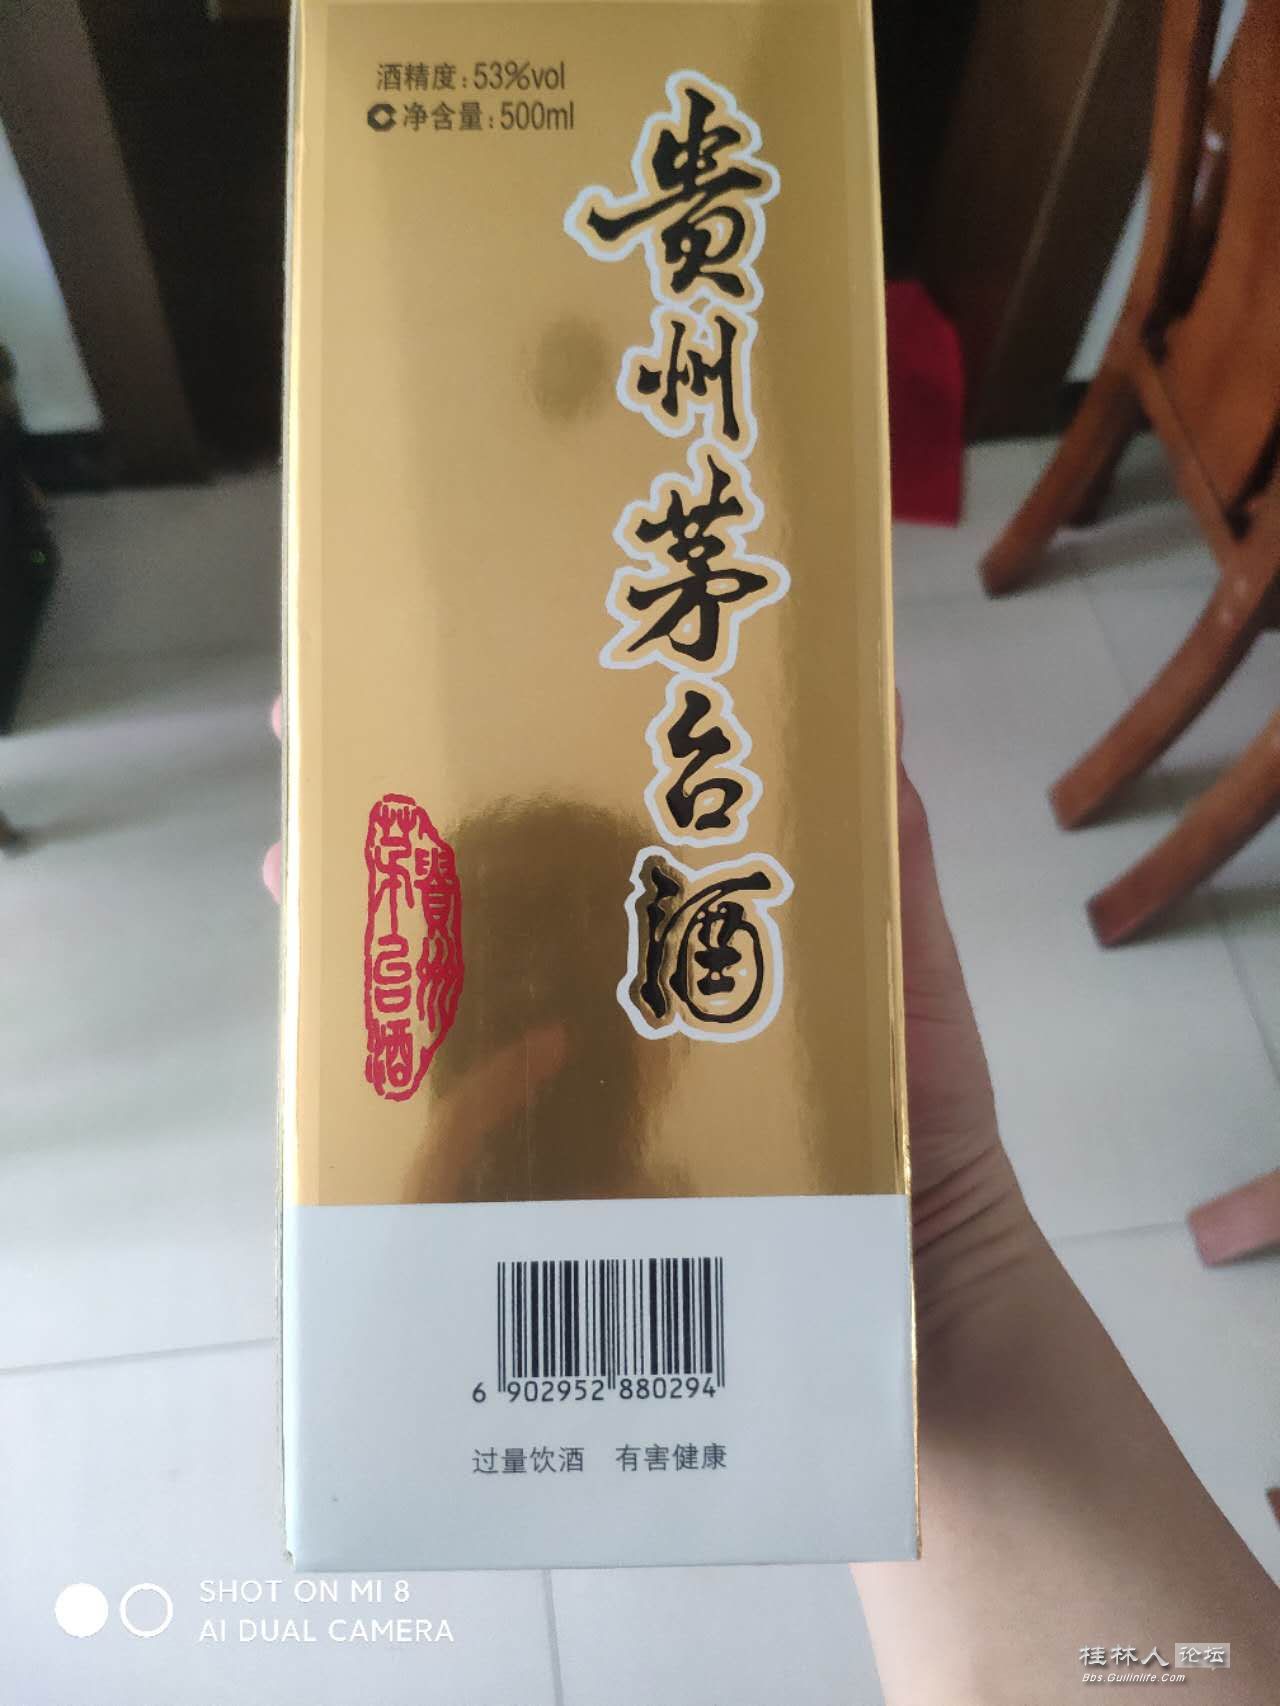 酒精度:53%vol
净含量:500ml
贵州茅台酒
貴州
茅台酒
6 902952 880294
过量饮酒 有害健康
SHOT ON MI 8
AI DUAL CAMERA
桂林人论坛
Bbs.Guilinlife.Com